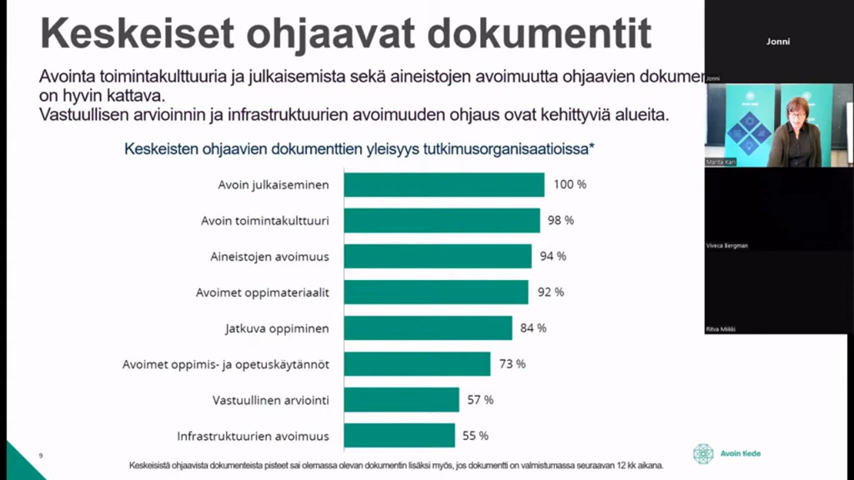 Keskeiset ohjaavat dokumentit
Avointa toimintakulttuuria ja julkaisemista sekä aineistojen avoimuutta ohjaavien
on hyvin kattava.
Vastuullisen arvioinnin ja infrastruktuurien avoimuuden ohjaus ovat kehittyviä alueita.
Keskeisten ohjaavien dokumenttien yleisyys tutkimusorganisaatioissa*
Avoin julkaiseminen 100 %
Avoin toimintakulttuuri 98 %
Aineistojen avoimuus 94 %
Avoimet oppimateriaalit 92 %
Jatkuva oppiminen 84 %
Avoimet oppimis- ja opetuskäytännöt 73 %
Vastuullinen arviointi 57 %
Infrastruktuurien avoimuus 55 %
Keskeisistä ohjaavista dokumenteista pisteet sai olemassa olevan dokumentin lisäksi myös, jos dokumentti on valmistumassa seuraavan 12 kk aikana.
9
Avoin tiede
Jonni
Jonni
Viveca Bergman
Ritva